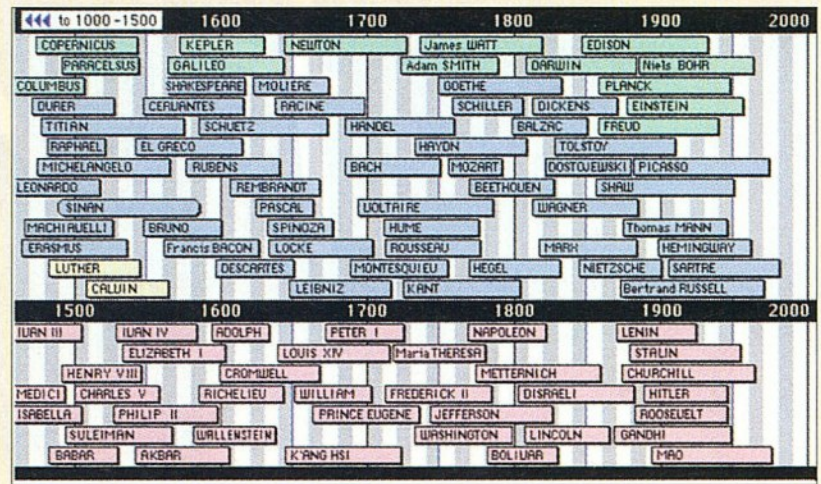 to 1000-1500 1600 1700 1800 1900 2000
COPERNICUS KEPLER NEWTON James WATT EDISON
PARACELSUS GALILEO Adam SMITH DARWIN Niels BOHR
COLUMBUS SHAKESPEARE MOLIERE GOETHE PLANCK
DURER CERVANTES RACINE SCHILLER DICKENS EINSTEIN
TITIAN SCHUETZ HANDEL BALZAC FREUD
RAPHAEL EL GRECO HAYDN TOLSTOY
MICHELANGELO RUBENS BACH MOZART DOSTOJEWSKI PICASSO
LEONARDO REMBRANDT BEETHOVEN SHAW
SINAN PASCAL VOLTAIRE WAGNER
MACHIAVELLI BRUNO SPINOZA HUME Thomas MANN
ERASMUS Francis BACON LOCKE ROUSSEAU MARX HEMINGWAY
LUTHER DESCARTES MONTESQUIEU HEGEL NIETZSCHE SARTRE
CALVIN LEIBNIZ KANT Bertrand RUSSELL
1500 1600 1700 1800 1900 2000
IVAN III IVAN IV ADOLPH PETER I NAPOLEON LENIN
ELIZABETH I LOUIS XIV Maria THERESA STALIN
HENRY VIII CROMWELL METTERNICH CHURCHILL
MEDICI CHARLES V RICHELIEU WILLIAM FREDERICK II DISRAELI HITLER
ISABELLA PHILIP II PRINCE EUGENE JEFFERSON ROOSEVELT
SULEIMAN WALLENSTEIN WASHINGTON LINCOLN GANDHI
BABAR AKBAR K'ANG HSI BOLIVAR MAO